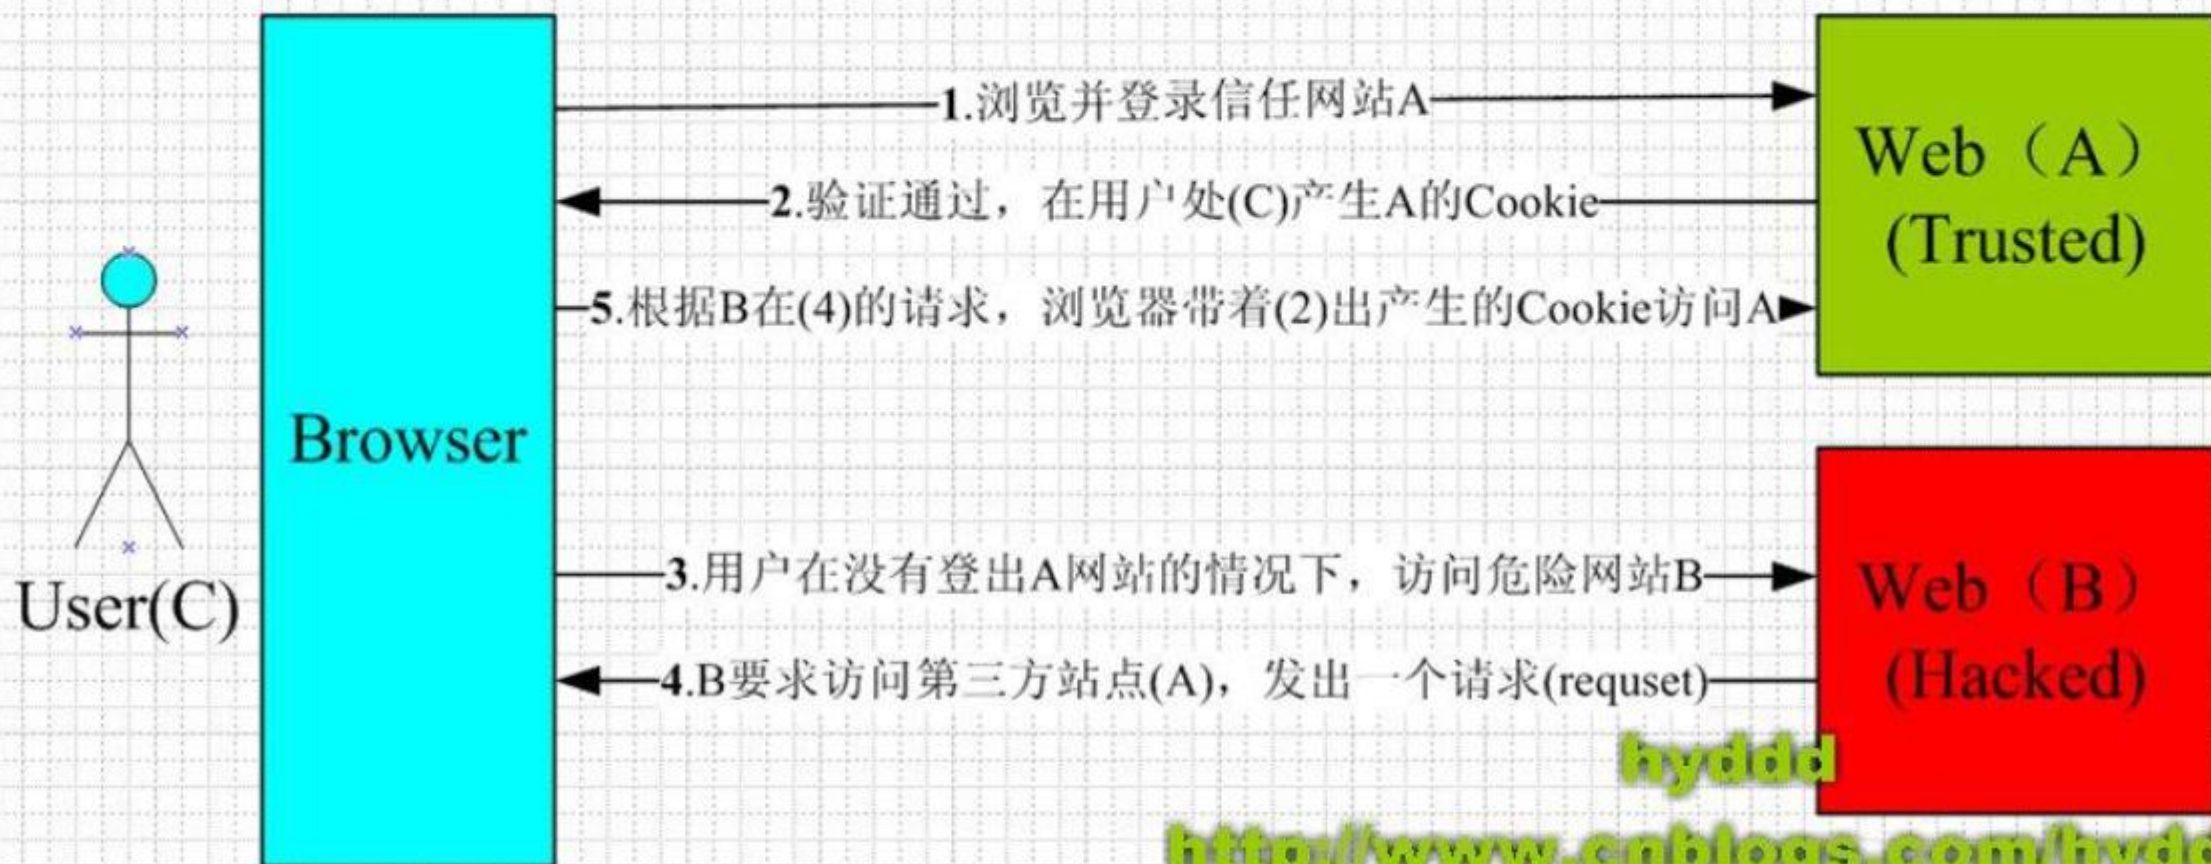 1.浏览并登录信任网站A
Web（A）
(Trusted)
2.验证通过，在用户处(C)产生A的Cookie
5.根据B在(4)的请求，浏览器带着(2)出产生的Cookie访问A
Browser
User(C)
3.用户在没有登出A网站的情况下，访问危险网站B
Web（B）
(Hacked)
4.B要求访问第三方站点(A)，发出一个请求(requset)
hyddd
http://www.cnblogs.com/hydd